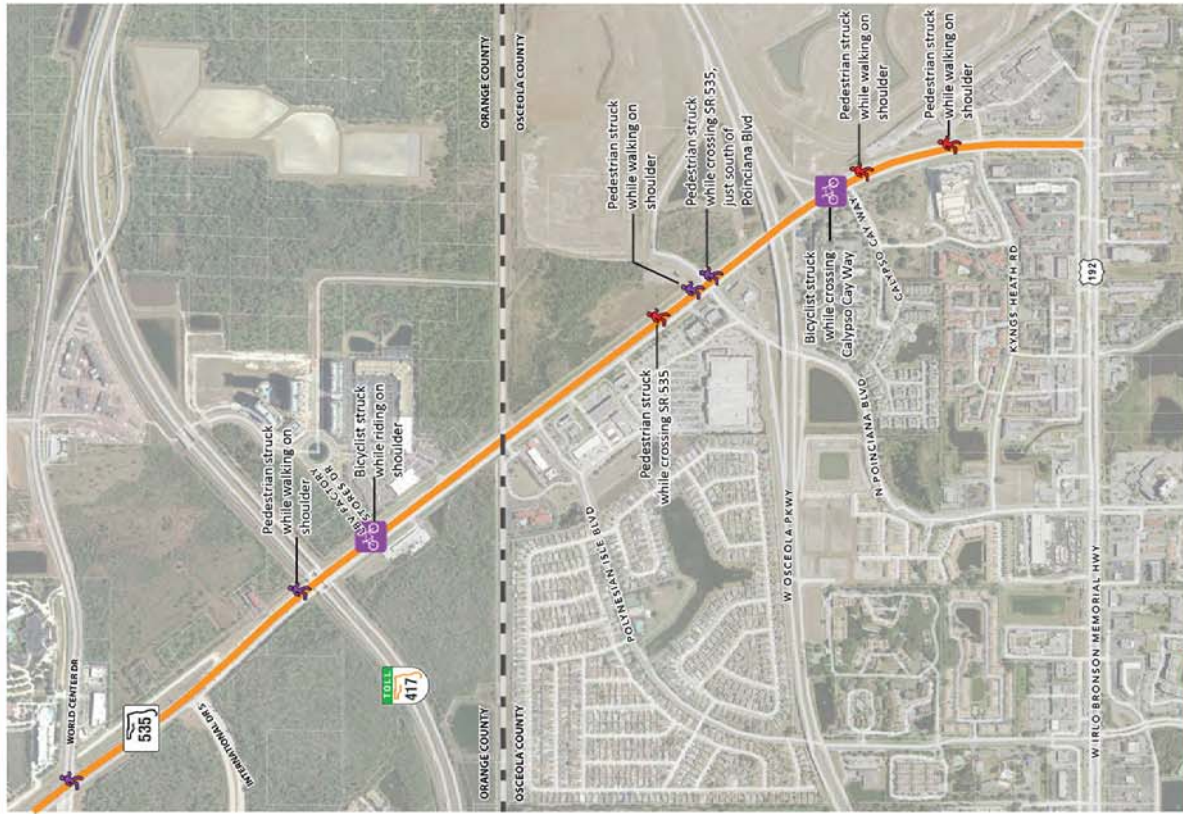 WORLD CENTER DR
535
INTERNATIONAL DR S
Pedestrian struck
while walking on
shoulder
BV FACTORY
STORES DR
Bicyclist struck
while riding on
shoulder
TOLL
417
ORANGE COUNTY
OSCEOLA COUNTY
ORANGE COUNTY
OSCEOLA COUNTY
Pedestrian struck
while walking on
shoulder
Pedestrian struck
while crossing SR 535,
just south of
Poinciana Blvd
Pedestrian struck
while crossing SR 535
POLYNESIAN ISLE BLVD
W OSCEOLA PKWY
N POINCIANA BLVD
Bicyclist struck
while crossing
Calypso Cay Way
CALYPSO CAY WAY
Pedestrian struck
while walking on
shoulder
Pedestrian struck
while walking on
shoulder
KYNGS HEATH RD
192
W IRLO BRONSON MEMORIAL HWY